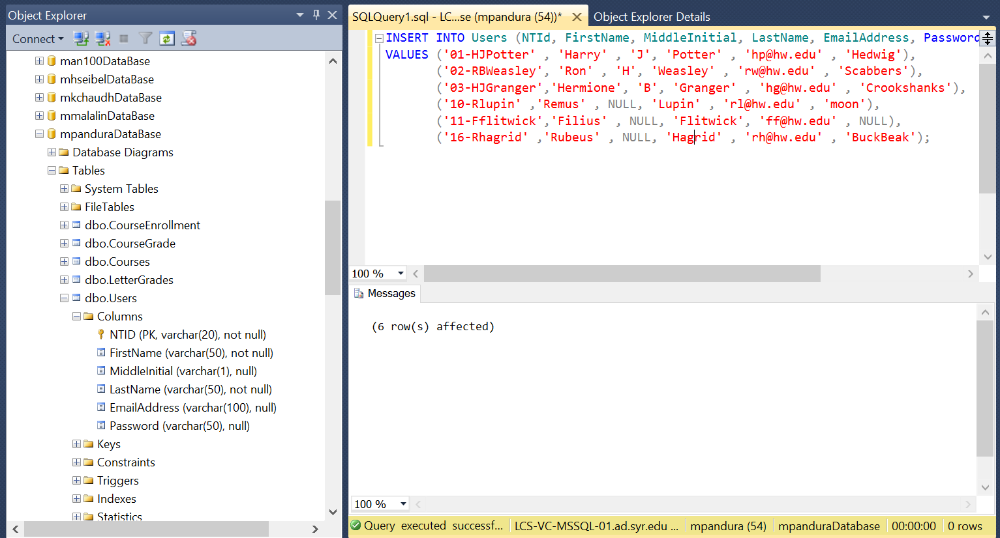 Object Explorer
Connect
man100DataBase
mhseibelDataBase
mkchaudhDataBase
mmalalinDataBase
mpanduraDataBase
Database Diagrams
Tables
System Tables
FileTables
dbo.CourseEnrollment
dbo.CourseGrade
dbo.Courses
dbo.LetterGrades
dbo.Users
Columns
NTID (PK, varchar(20), not null)
FirstName (varchar(50), not null)
MiddleInitial (varchar(1), null)
LastName (varchar(50), not null)
EmailAddress (varchar(100), null)
Password (varchar(50), null)
Keys
Constraints
Triggers
Indexes
Statistics
SQLQuery1.sql - LC...se (mpandura (54))* Object Explorer Details
INSERT INTO Users (NTId, FirstName, MiddleInitial, LastName, EmailAddress, Password
VALUES ('01-HJPotter' , 'Harry' , 'J', 'Potter' , 'hp@hw.edu' , 'Hedwig'),
('02-RBWeasley', 'Ron' , 'H', 'Weasley' , 'rw@hw.edu' , 'Scabbers'),
('03-HJGranger','Hermione', 'B', 'Granger' , 'hg@hw.edu' , 'Crookshanks'),
('10-Rlupin' ,'Remus' , NULL, 'Lupin' , 'rl@hw.edu' , 'moon'),
('11-Fflitwick','Filius' , NULL, 'Flitwick', 'ff@hw.edu' , NULL),
('16-Rhagrid' ,'Rubeus' , NULL, 'Hagrid' , 'rh@hw.edu' , 'BuckBeak');
100 %
Messages
(6 row(s) affected)
100 %
Query executed successf... LCS-VC-MSSQL-01.ad.syr.edu ... mpandura (54) mpanduraDatabase 00:00:00 0 rows